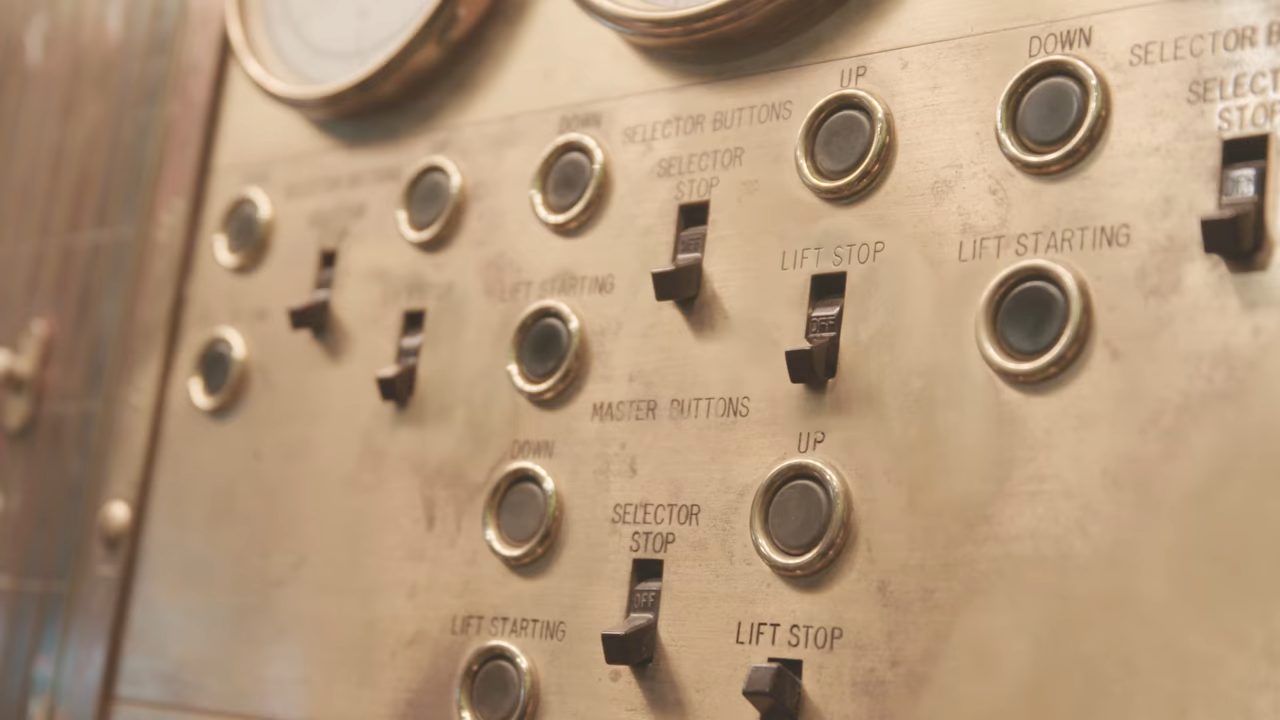 DOWN
UP
SELECTOR B
DOWN
SELECTOR BUTTONS
SELECT
STOP
SELECTOR
STOP
OFF
LIFT STOP
LIFT STARTING
LIFT STARTING
OFF
MASTER BUTTONS
DOWN
UP
SELECTOR
STOP
OFF
LIFT STARTING
LIFT STOP